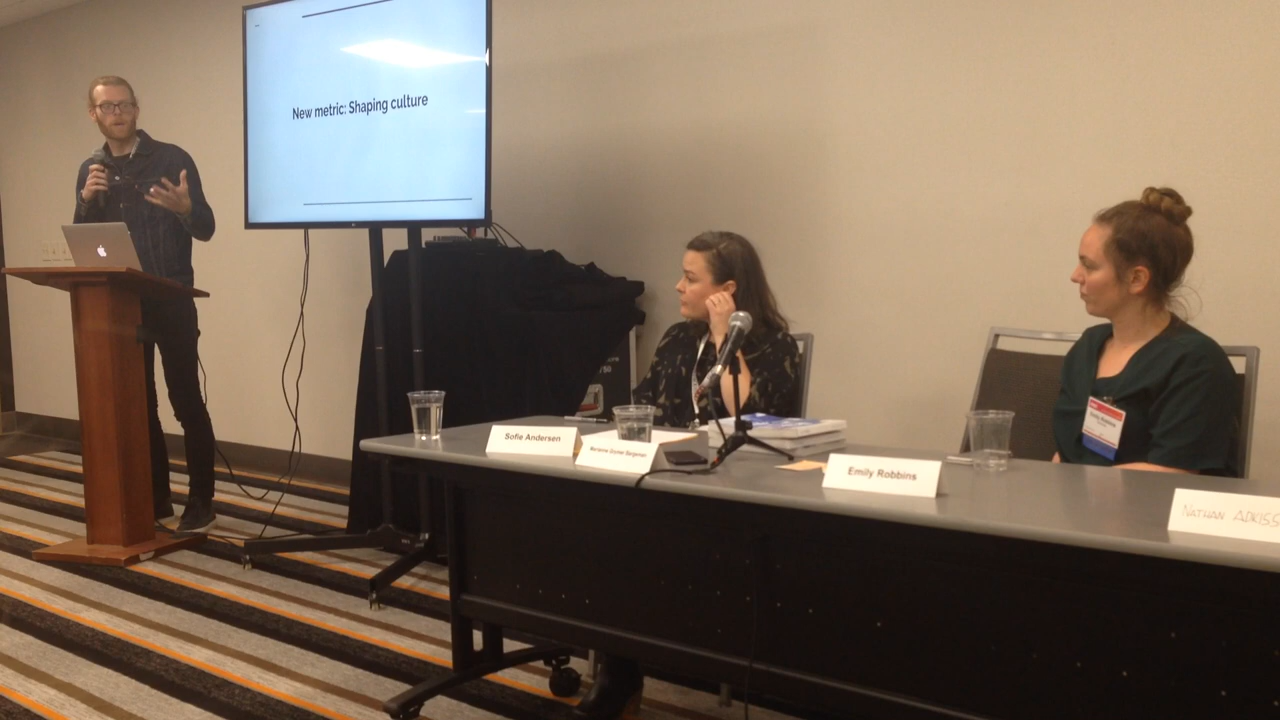 New metric: Shaping culture
Sofie Andersen
Emily Robbins
NATHAN ADKISS